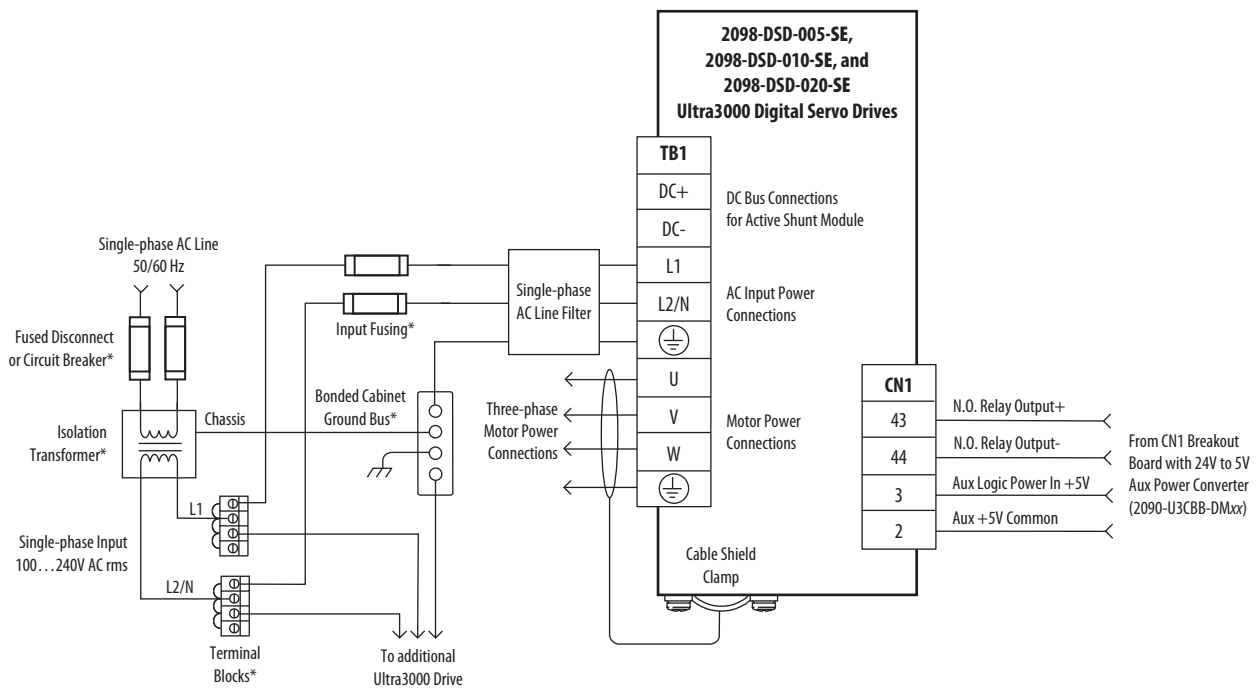 2098-DSD-005-SE,
2098-DSD-010-SE, and
2098-DSD-020-SE
Ultra3000 Digital Servo Drives
TB1
DC+
DC-
L1
L2/N
U
V
W
DC Bus Connections
for Active Shunt Module
AC Input Power
Connections
Motor Power
Connections
Single-phase AC Line
50/60 Hz
Fused Disconnect
or Circuit Breaker*
Input Fusing*
Single-phase
AC Line Filter
Isolation
Transformer*
Chassis
Bonded Cabinet
Ground Bus*
Three-phase
Motor Power
Connections
CN1
43
44
3
2
N.O. Relay Output+
N.O. Relay Output-
Aux Logic Power In +5V
Aux +5V Common
From CN1 Breakout
Board with 24V to 5V
Aux Power Converter
(2090-U3CBB-DMxx)
L1
Single-phase Input
100...240V AC rms
L2/N
Cable Shield
Clamp
Terminal
Blocks*
To additional
Ultra3000 Drive